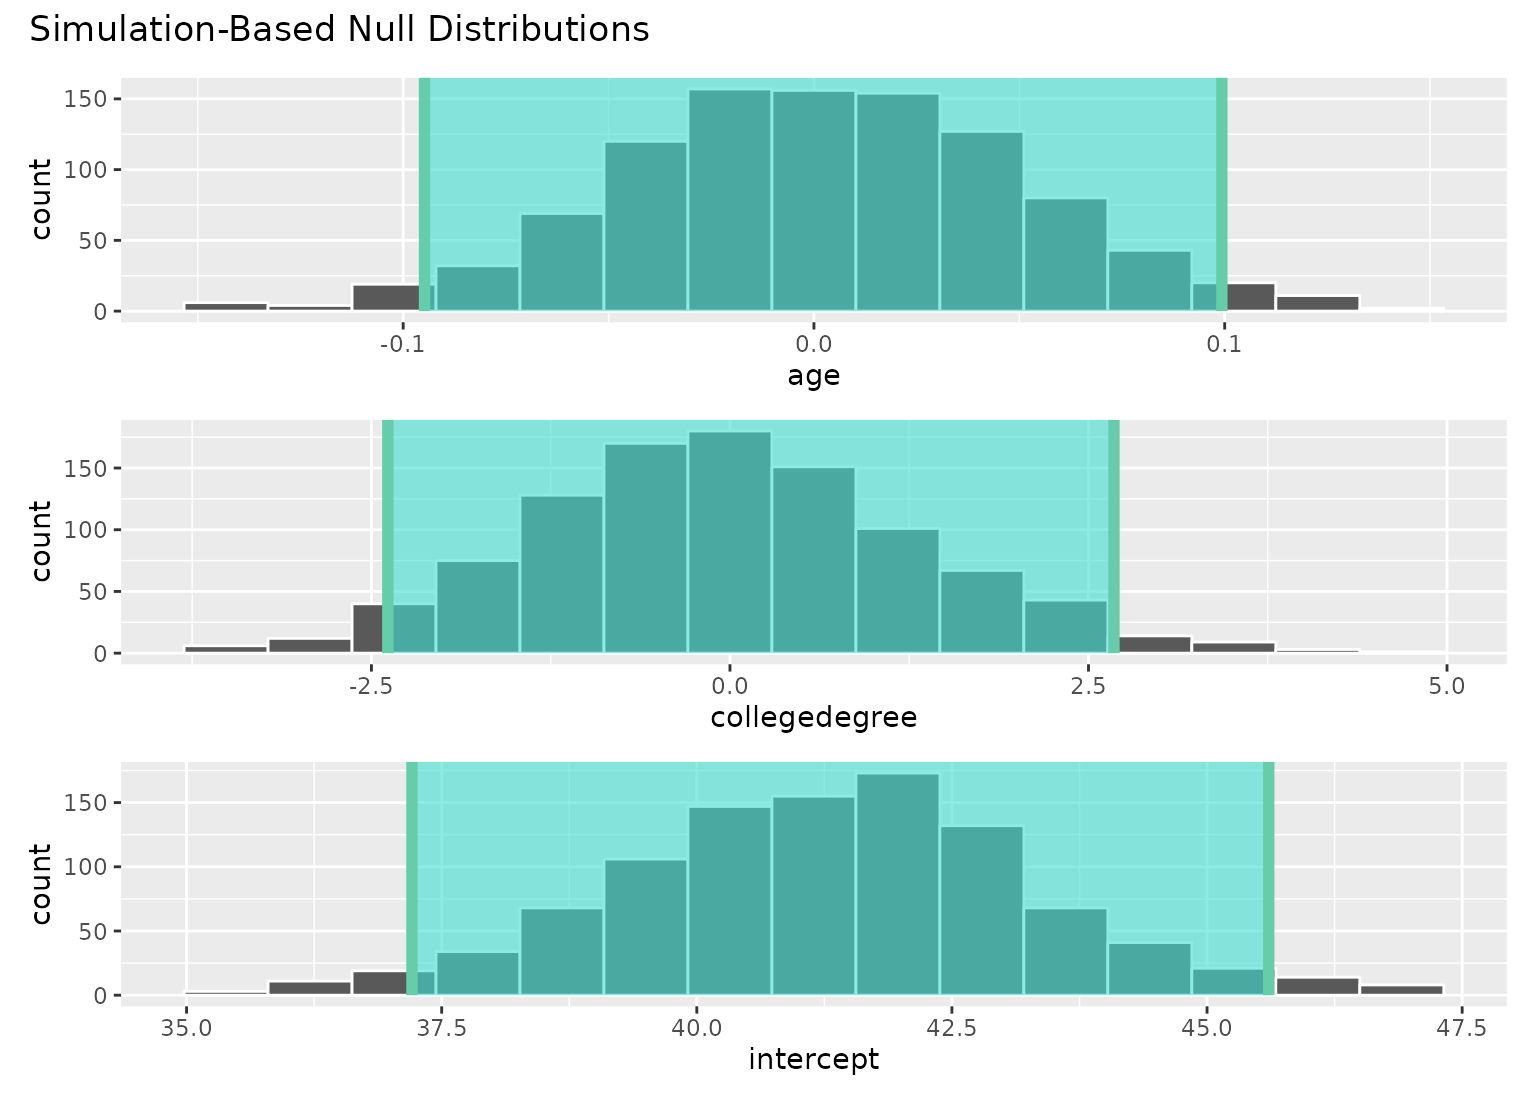 Simulation-Based Null Distributions
150
100
50
0
count
-0.1 0.0 0.1
age
150
100
50
0
count
-2.5 0.0 2.5 5.0
collegedegree
150
100
50
0
count
35.0 37.5 40.0 42.5 45.0 47.5
intercept